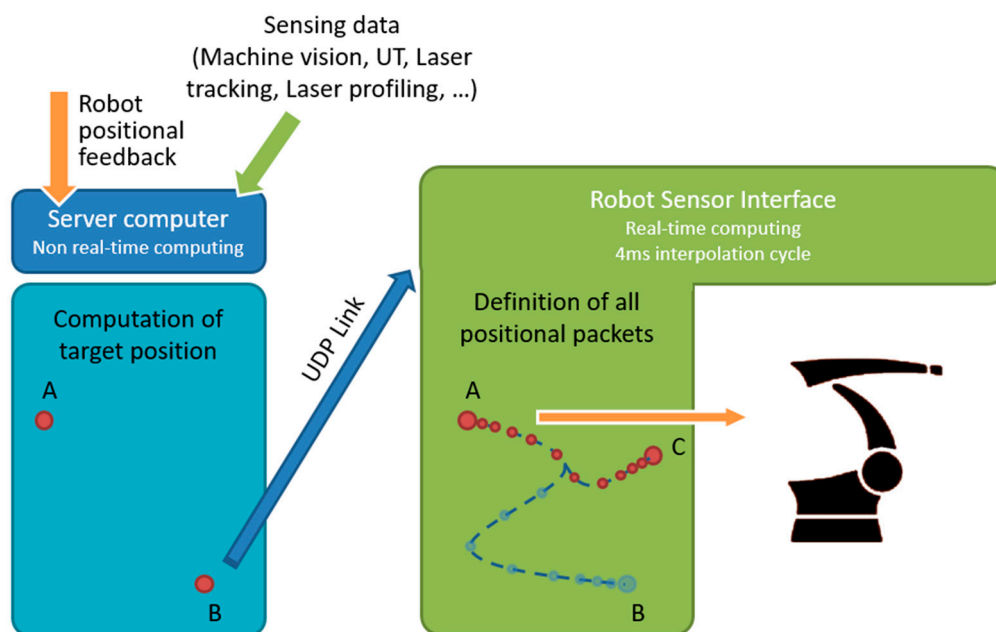 Sensing data
(Machine vision, UT, Laser
tracking, Laser profiling, …)
Robot
positional
feedback
Server computer
Non real-time computing
Computation of
target position
A
B
UDP Link
Robot Sensor Interface
Real-time computing
4ms interpolation cycle
Definition of all
positional packets
A
C
B